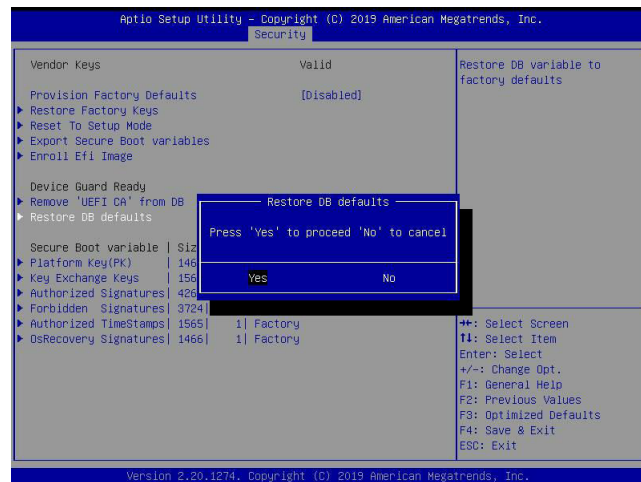 Aptio Setup Utility – Copyright (C) 2019 American Megatrends, Inc.
Security
Vendor Keys Valid
Provision Factory Defaults [Disabled]
Restore Factory Keys
Reset To Setup Mode
Export Secure Boot variables
Enroll Efi Image
Device Guard Ready
Remove 'UEFI CA' from DB
Restore DB defaults
Secure Boot variable | Siz
Platform Key(PK) | 146
Key Exchange Keys | 156
Authorized Signatures| 426
Forbidden Signatures| 3724|
Authorized TimeStamps| 1565| 1| Factory
OsRecovery Signatures| 1466| 1| Factory
Restore DB defaults
Press 'Yes' to proceed 'No' to cancel
Yes No
Restore DB variable to
factory defaults
→←: Select Screen
↑↓: Select Item
Enter: Select
+/-: Change Opt.
F1: General Help
F2: Previous Values
F3: Optimized Defaults
F4: Save & Exit
ESC: Exit
Version 2.20.1274. Copyright (C) 2019 American Megatrends, Inc.